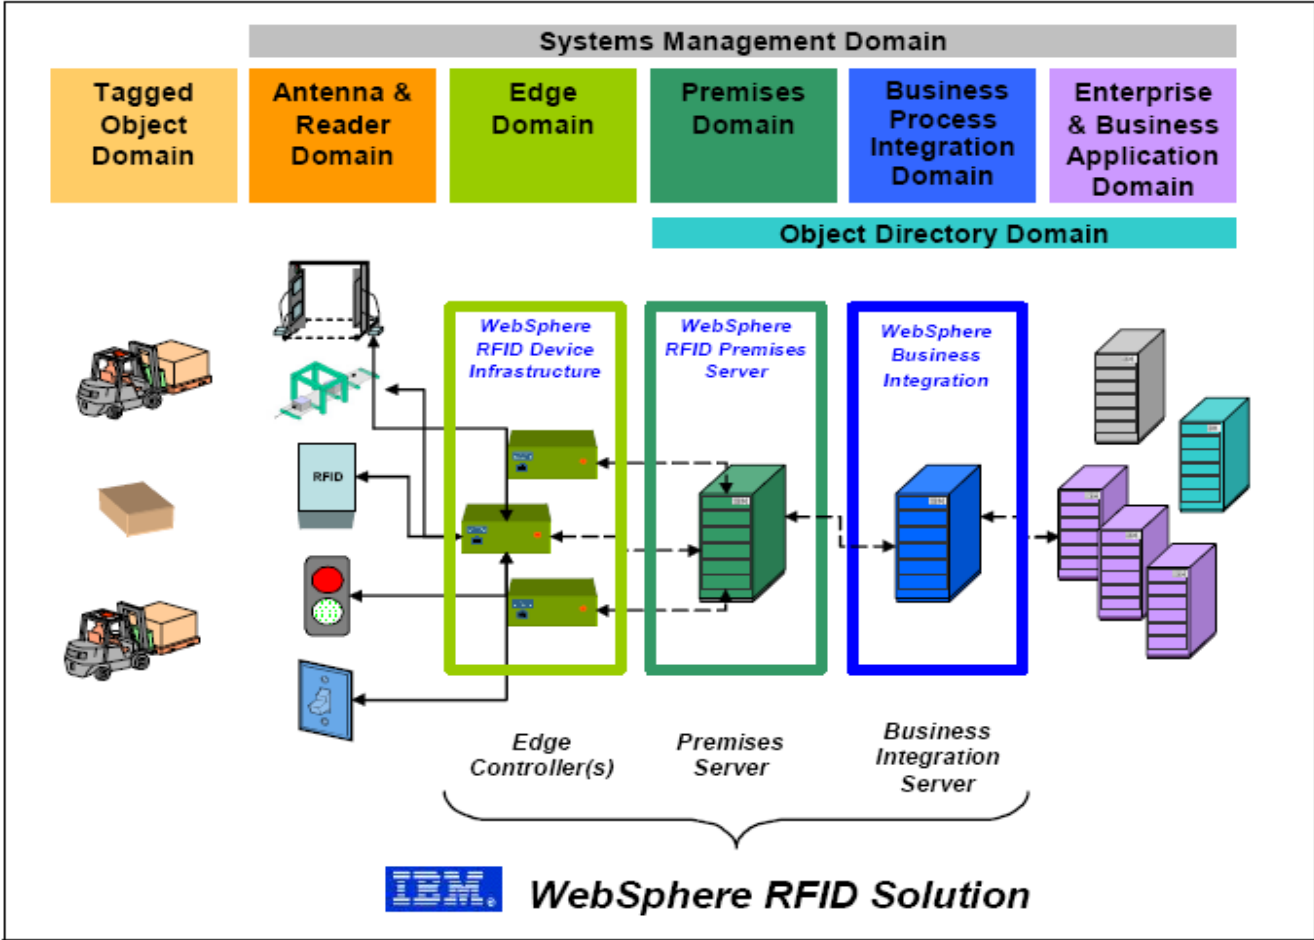 Systems Management Domain
Tagged
Object
Domain
Antenna &
Reader
Domain
Edge
Domain
Premises
Domain
Business
Process
Integration
Domain
Enterprise
& Business
Application
Domain
Object Directory Domain
WebSphere
RFID Device
Infrastructure
WebSphere
RFID Premises
Server
WebSphere
Business
Integration
RFID
Edge
Controller(s)
Premises
Server
Business
Integration
Server
IBM®
WebSphere RFID Solution